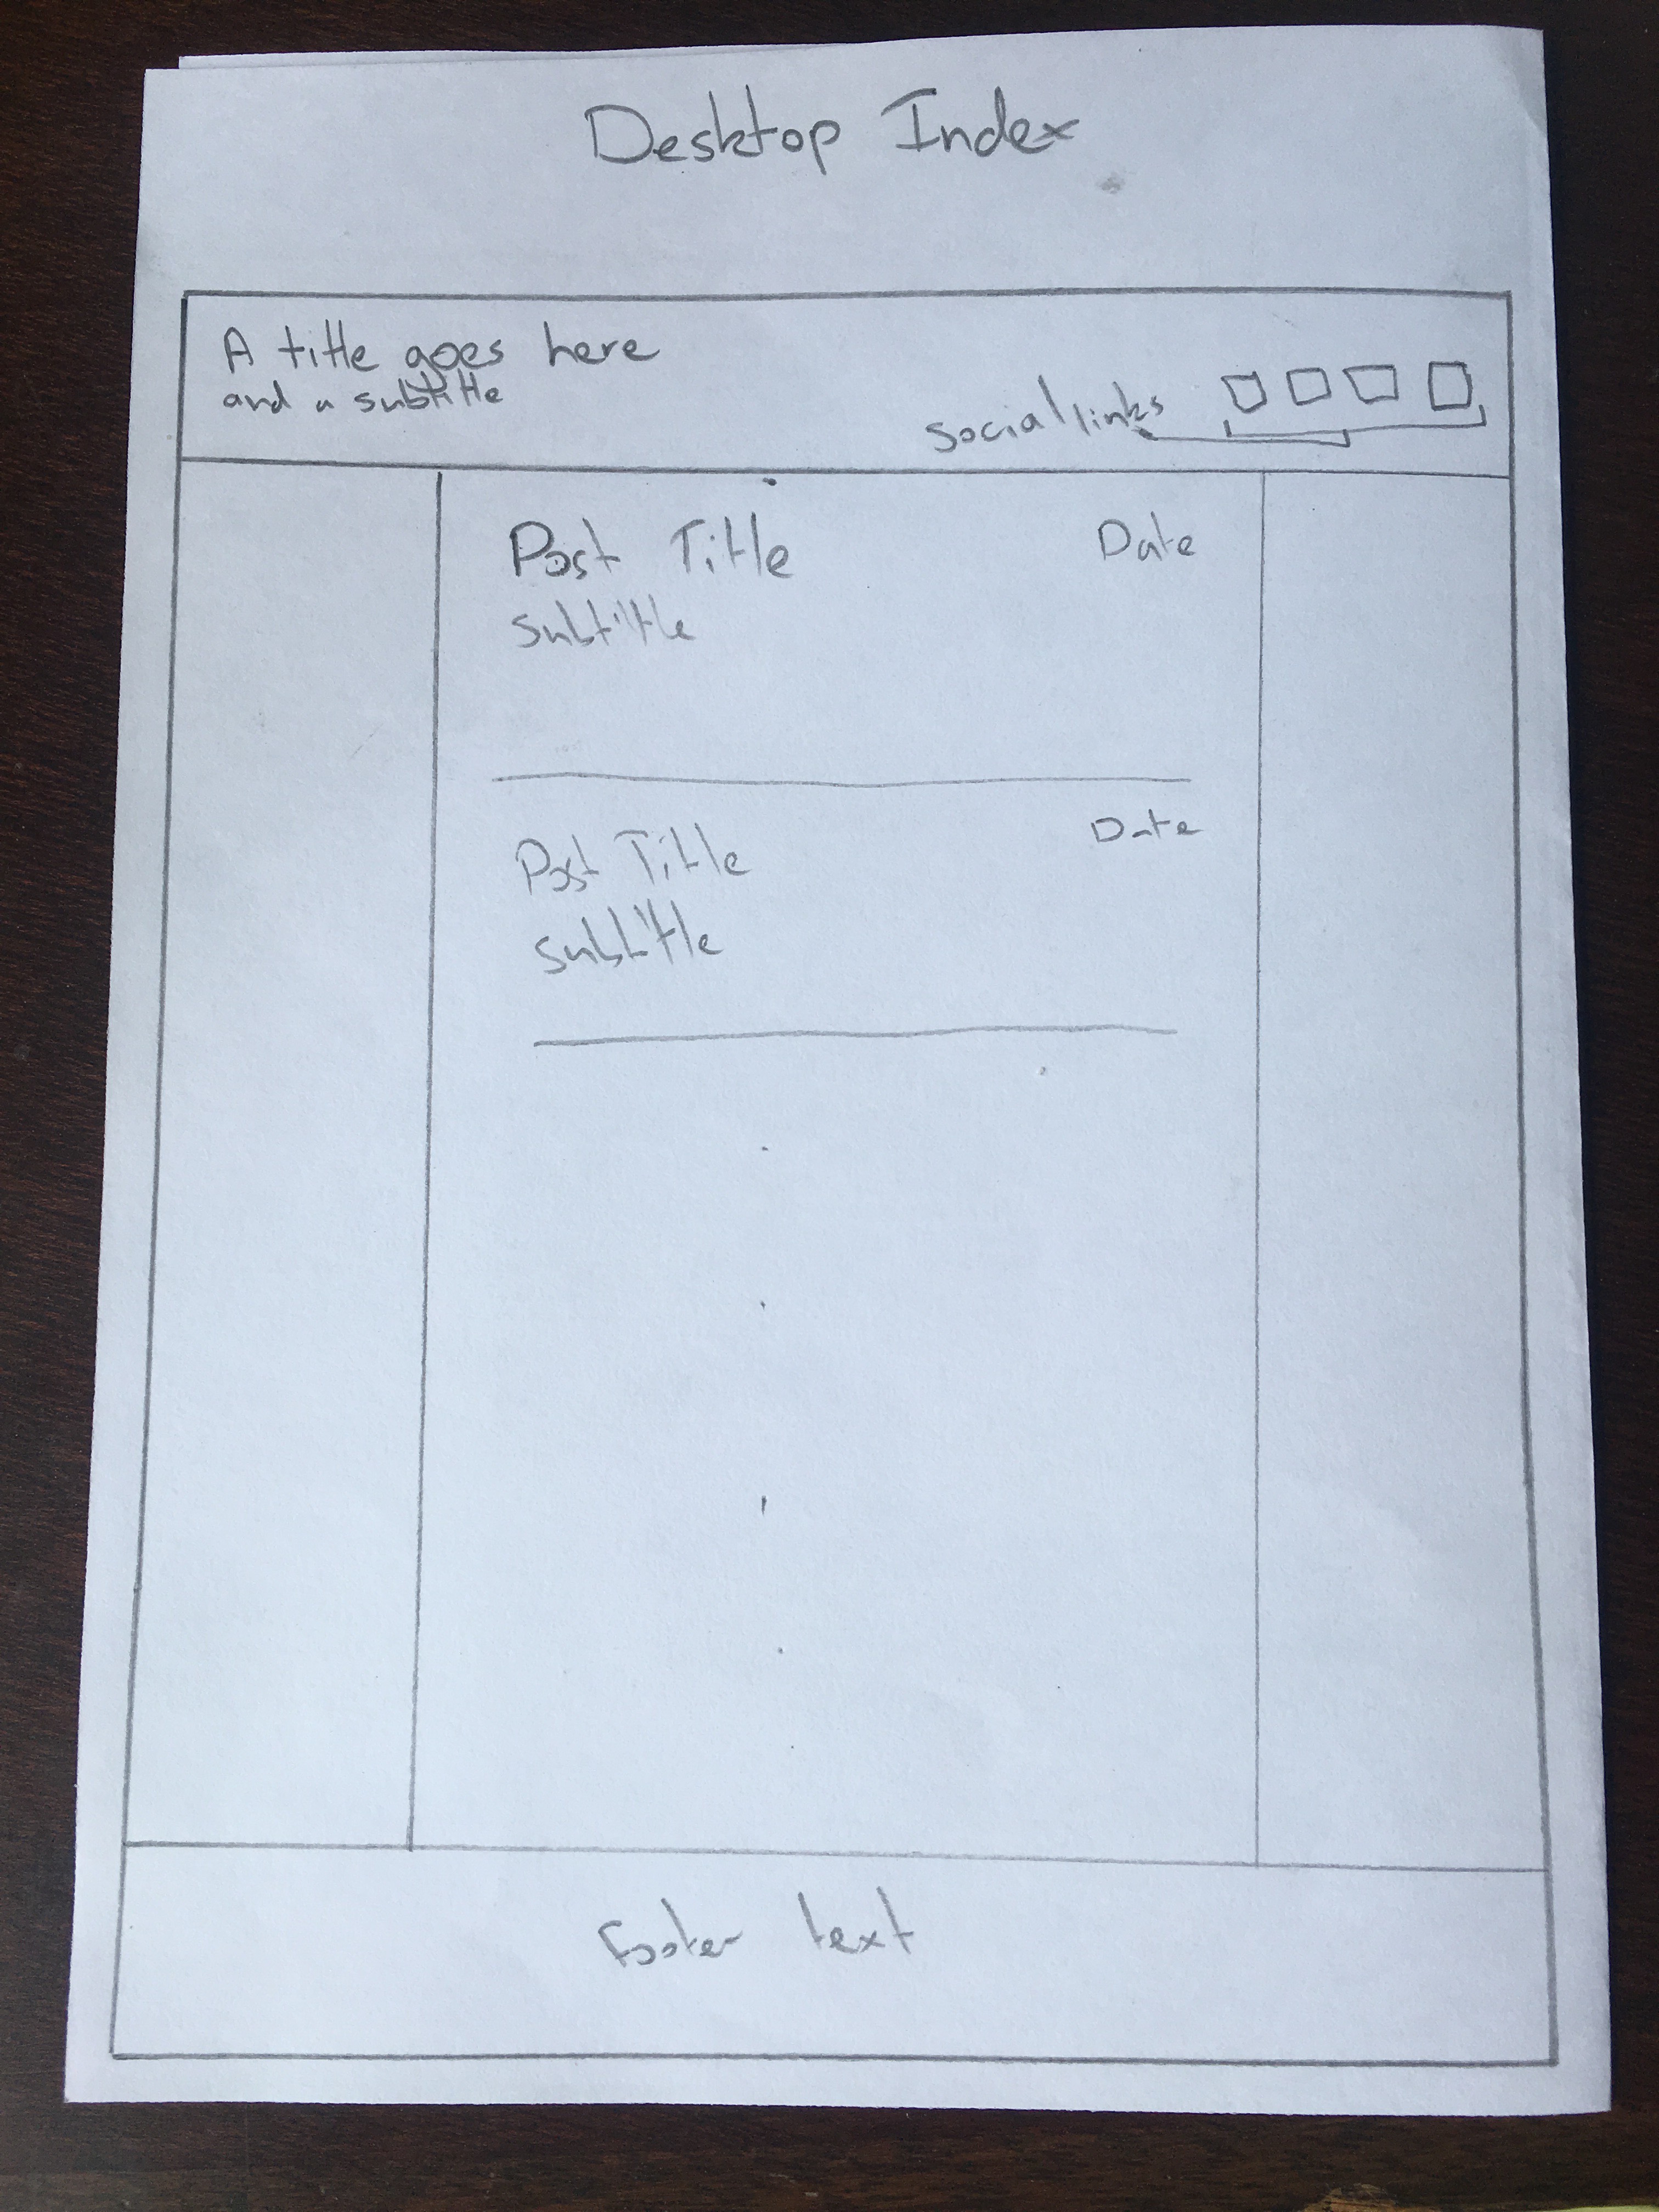 Desktop Index
A title goes here
and a subtitle
social links
Post Title Date
subtitle
Post Title Date
subtitle
footer text